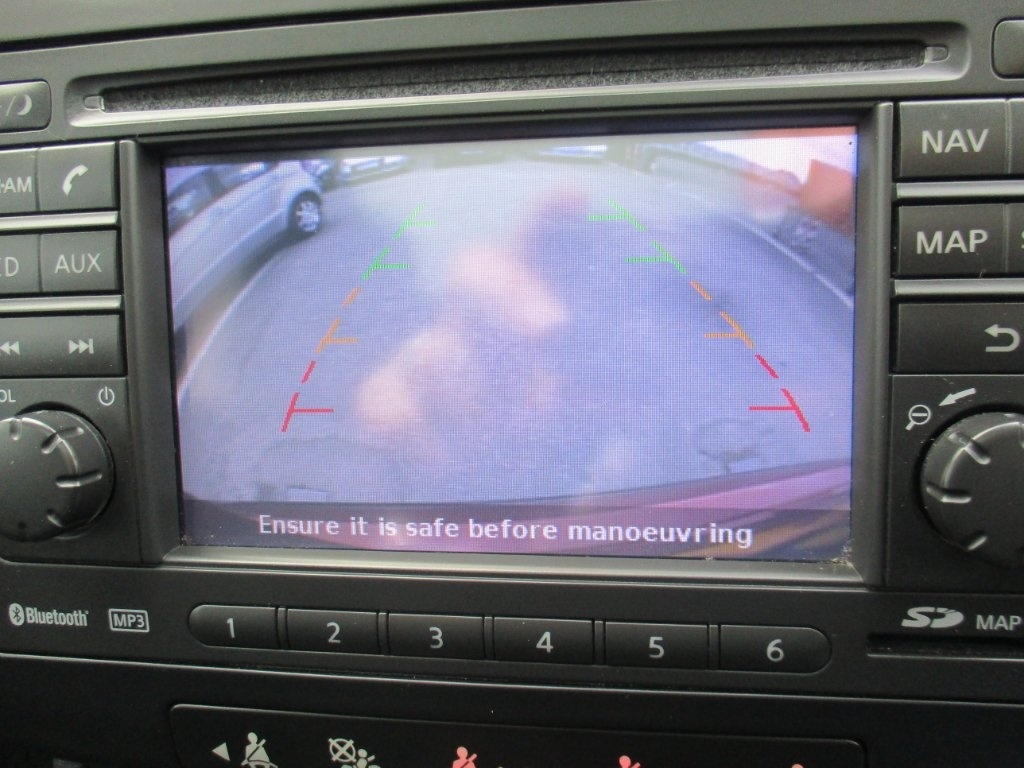 NAV
AM
AUX
MAP
Ensure it is safe before manoeuvring
Bluetooth
MP3
1 2 3 4 5 6
SD MAP